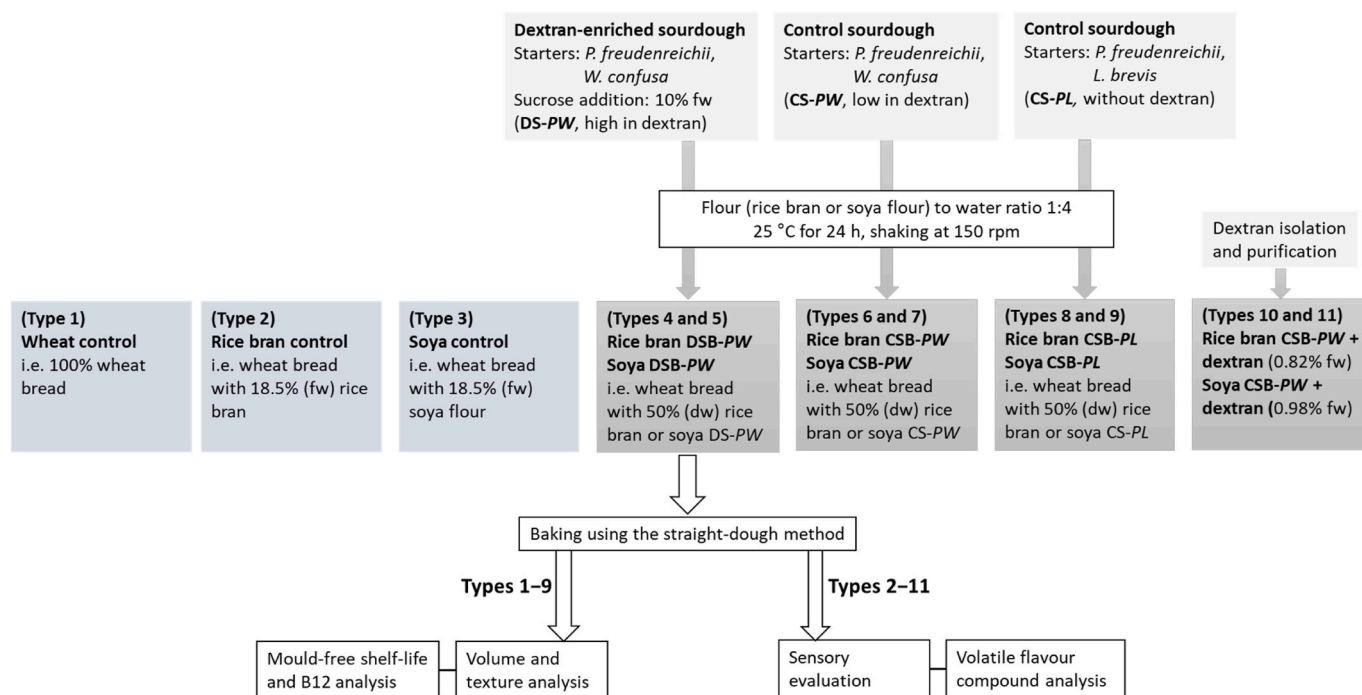 Dextran-enriched sourdough
Starters: P. freudenreichii,
W. confusa
Sucrose addition: 10% fw
(DS-PW, high in dextran)
Control sourdough
Starters: P. freudenreichii,
W. confusa
(CS-PW, low in dextran)
Control sourdough
Starters: P. freudenreichii,
L. brevis
(CS-PL, without dextran)
Flour (rice bran or soya flour) to water ratio 1:4
25 °C for 24 h, shaking at 150 rpm
Dextran isolation
and purification
(Type 1)
Wheat control
i.e. 100% wheat
bread
(Type 2)
Rice bran control
i.e. wheat bread
with 18.5% (fw) rice
bran
(Type 3)
Soya control
i.e. wheat bread
with 18.5% (fw)
soya flour
(Types 4 and 5)
Rice bran DSB-PW
Soya DSB-PW
i.e. wheat bread
with 50% (dw) rice
bran or soya DS-PW
(Types 6 and 7)
Rice bran CSB-PW
Soya CSB-PW
i.e. wheat bread
with 50% (dw) rice
bran or soya CS-PW
(Types 8 and 9)
Rice bran CSB-PL
Soya CSB-PL
i.e. wheat bread
with 50% (dw) rice
bran or soya CS-PL
(Types 10 and 11)
Rice bran CSB-PW +
dextran (0.82% fw)
Soya CSB-PW +
dextran (0.98% fw)
Baking using the straight-dough method
Types 1–9
Types 2–11
Mould-free shelf-life
and B12 analysis
Volume and
texture analysis
Sensory
evaluation
Volatile flavour
compound analysis